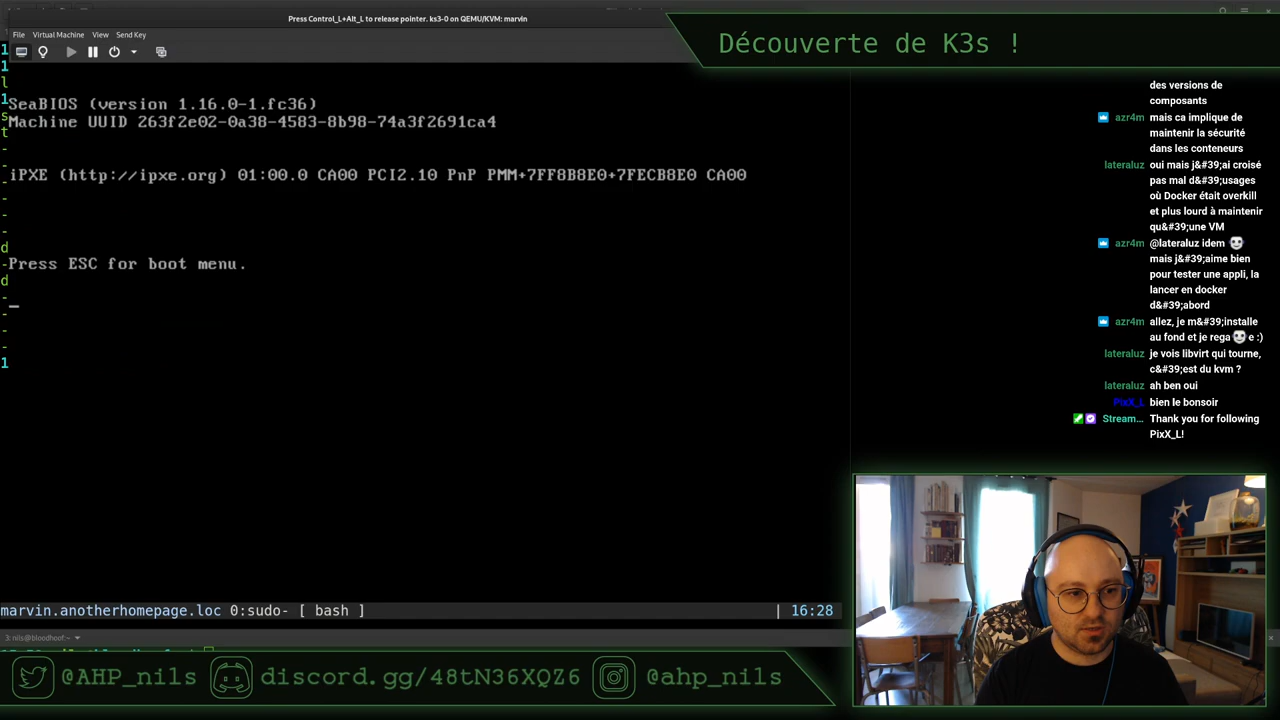 Press Control_L+Alt_L to release pointer. ks3-0 on QEMU/KVM: marvin
File Virtual Machine View Send Key
Découverte de K3s !
SeaBIOS (version 1.16.0-1.fc36)
Machine UUID 263f2e02-0a38-4583-8b98-74a3f2691ca4
iPXE (http://ipxe.org) 01:00.0 CA00 PCI2.10 PnP PMM+7FF8B8E0+7FECB8E0 CA00
Press ESC for boot menu.
des versions de
composants
azr4m mais ca implique de
maintenir la sécurité
dans les conteneurs
lateraluz oui mais j&#39;ai croisé
pas mal d&#39;usages
où Docker était overkill
et plus lourd à maintenir
qu&#39;une VM
azr4m @lateraluz idem
mais j&#39;aime bien
pour tester une appli, la
lancer en docker
d&#39;abord
azr4m allez, je m&#39;installe
au fond et je rega e :)
lateraluz je vois libvirt qui tourne,
c&#39;est du kvm ?
lateraluz ah ben oui
PixX_L bien le bonsoir
Stream... Thank you for following
PixX_L!
marvin.anotherhomepage.loc 0:sudo- [ bash ] | 16:28
3: nils@bloodhoof:~
@AHP_nils discord.gg/48tN36XQZ6 @ahp_nils